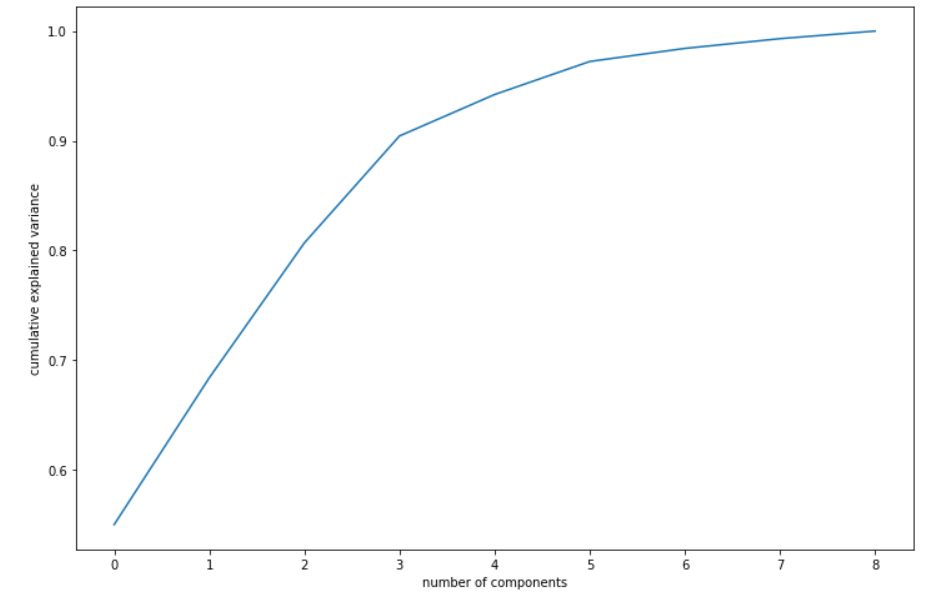 1.0
0.9
0.8
0.7
0.6
cumulative explained variance
0 1 2 3 4 5 6 7 8
number of components